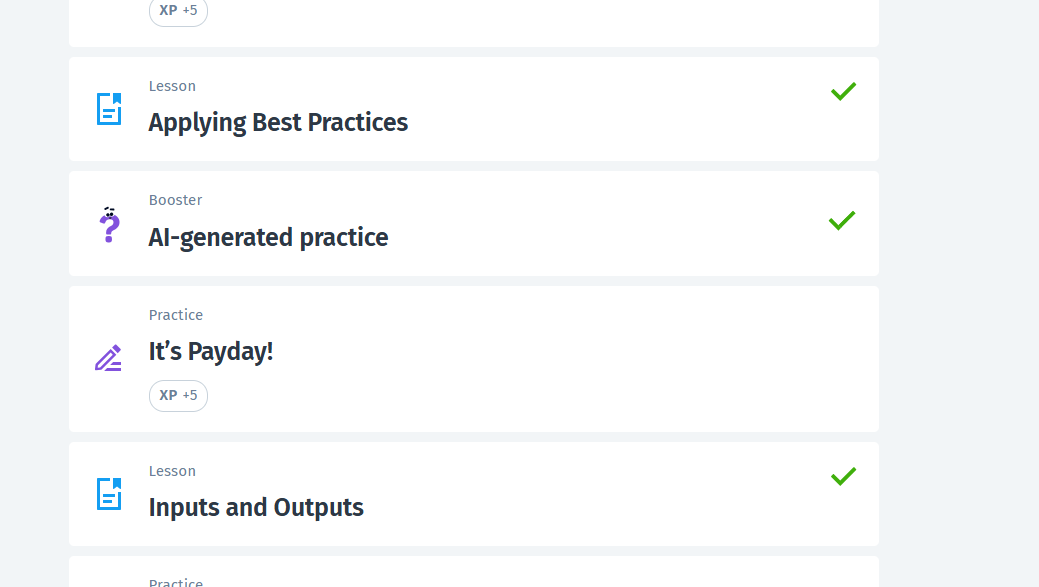 XP +5
Lesson
Applying Best Practices
Booster
AI-generated practice
Practice
It’s Payday!
XP +5
Lesson
Inputs and Outputs
Practice